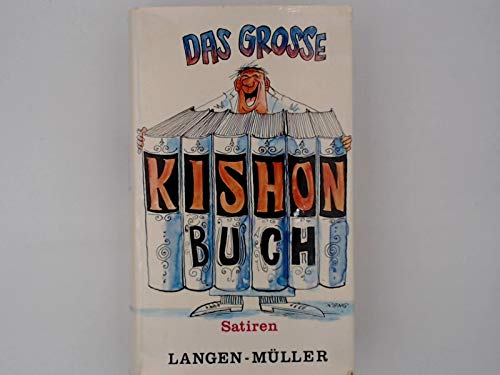 DAS GROSSE
KISHON
BUCH
Satiren
LANGEN-MÜLLER